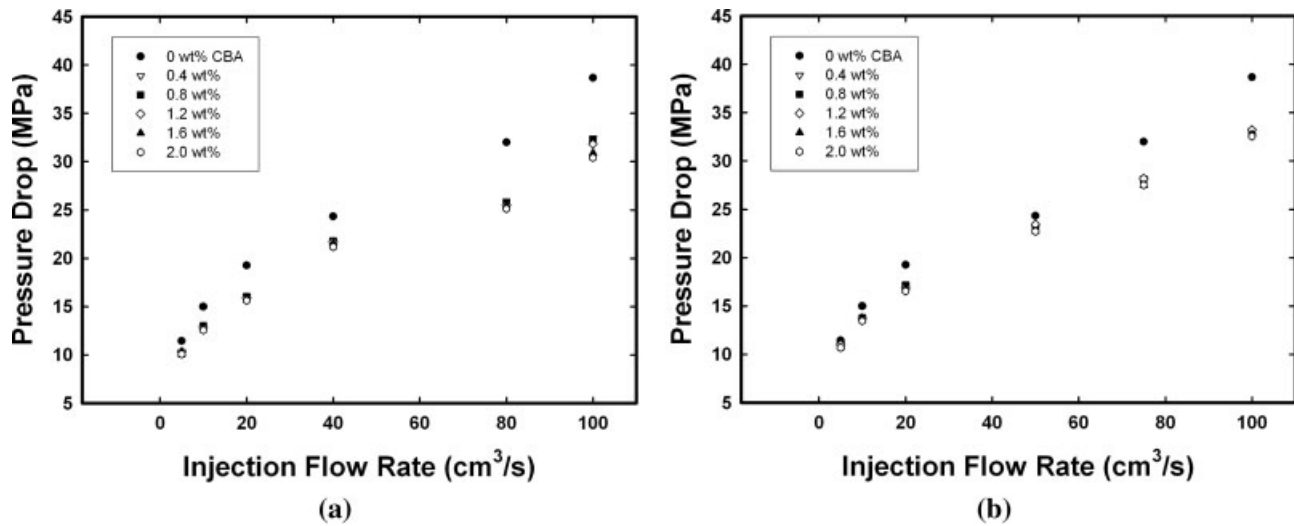 45
40
35
30
25
20
15
10
5
Pressure Drop (MPa)
0 wt% CBA
0.4 wt%
0.8 wt%
1.2 wt%
1.6 wt%
2.0 wt%
0 20 40 60 80 100
Injection Flow Rate (cm³/s)
(a)
45
40
35
30
25
20
15
10
5
Pressure Drop (MPa)
0 wt% CBA
0.4 wt%
0.8 wt%
1.2 wt%
1.6 wt%
2.0 wt%
0 20 40 60 80 100
Injection Flow Rate (cm³/s)
(b)